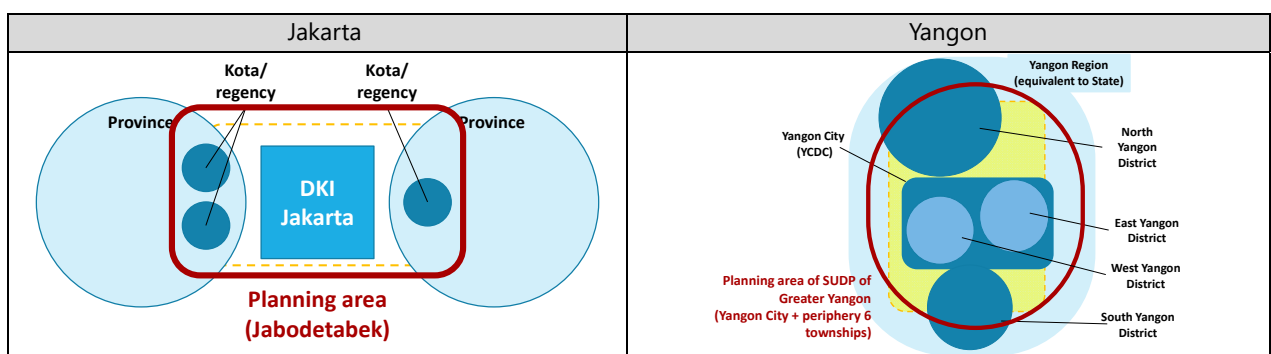 Jakarta
Kota/
regency
Kota/
regency
Province
Province
DKI
Jakarta
Planning area
(Jabodetabek)
Yangon
Yangon Region
(equivalent to State)
Yangon City
(YCDC)
North
Yangon
District
East Yangon
District
West Yangon
District
Planning area of SUDP of
Greater Yangon
(Yangon City + periphery 6
townships)
South Yangon
District